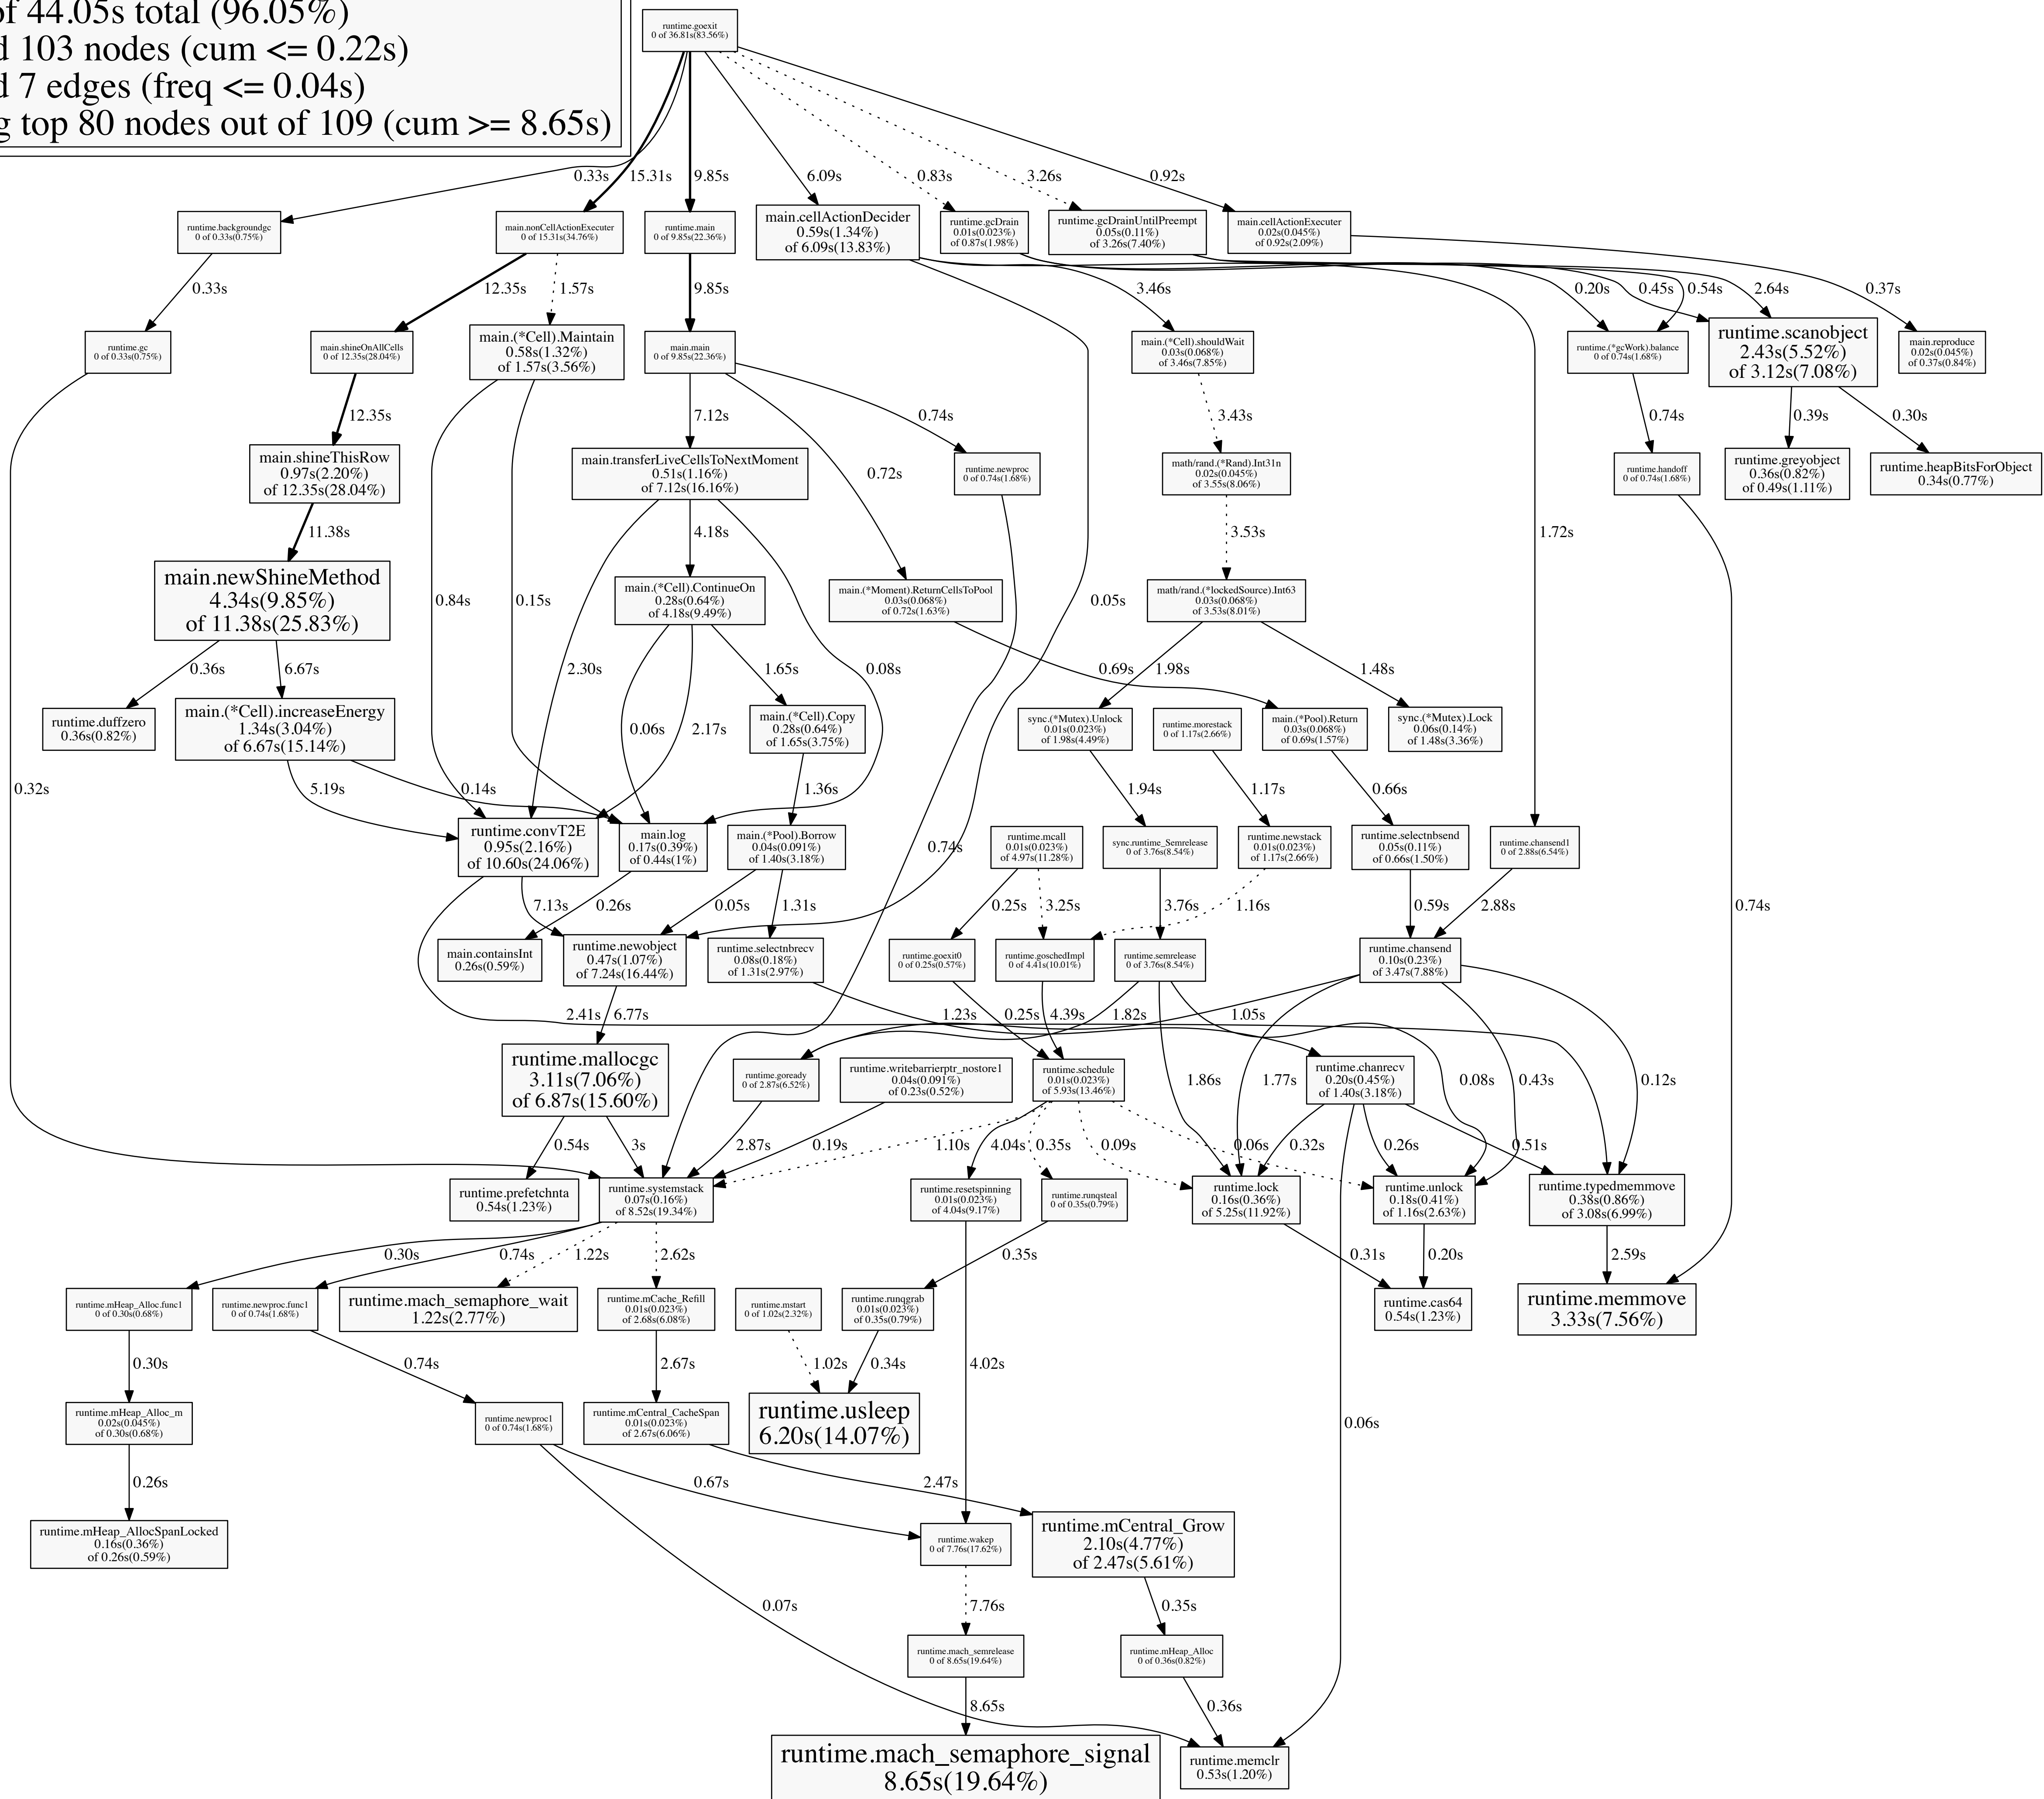 of 44.05s total (96.05%)
d 103 nodes (cum <= 0.22s)
d 7 edges (freq <= 0.04s)
g top 80 nodes out of 109 (cum >= 8.65s)
runtime.goexit
0 of 36.81s(83.56%)
0.33s
15.31s
9.85s
6.09s
0.83s
3.26s
0.92s
runtime.backgroundgc
0 of 0.33s(0.75%)
main.nonCellActionExecuter
0 of 15.31s(34.76%)
runtime.main
0 of 9.85s(22.36%)
main.cellActionDecider
0.59s(1.34%)
of 6.09s(13.83%)
runtime.gcDrain
0.01s(0.023%)
of 0.87s(1.98%)
runtime.gcDrainUntilPreempt
0.05s(0.11%)
of 3.26s(7.40%)
main.cellActionExecuter
0.02s(0.045%)
of 0.92s(2.09%)
0.33s
12.35s
1.57s
9.85s
3.46s
0.20s
0.45s
0.54s
2.64s
0.37s
runtime.gc
0 of 0.33s(0.75%)
main.shineOnAllCells
0 of 12.35s(28.04%)
main.(*Cell).Maintain
0.58s(1.32%)
of 1.57s(3.56%)
main.main
0 of 9.85s(22.36%)
main.(*Cell).shouldWait
0.03s(0.068%)
of 3.46s(7.85%)
runtime.(*gcWork).balance
0 of 0.74s(1.68%)
runtime.scanobject
2.43s(5.52%)
of 3.12s(7.08%)
main.reproduce
0.02s(0.045%)
of 0.37s(0.84%)
12.35s
7.12s
0.72s
0.74s
3.43s
0.74s
0.39s
0.30s
main.shineThisRow
0.97s(2.20%)
of 12.35s(28.04%)
main.transferLiveCellsToNextMoment
0.51s(1.16%)
of 7.12s(16.16%)
runtime.newproc
0 of 0.74s(1.68%)
math/rand.(*Rand).Int31n
0.02s(0.045%)
of 3.55s(8.06%)
runtime.handoff
0 of 0.74s(1.68%)
runtime.greyobject
0.36s(0.82%)
of 0.49s(1.11%)
runtime.heapBitsForObject
0.34s(0.77%)
11.38s
4.18s
3.53s
1.72s
main.newShineMethod
4.34s(9.85%)
of 11.38s(25.83%)
0.84s
0.15s
main.(*Cell).ContinueOn
0.28s(0.64%)
of 4.18s(9.49%)
main.(*Moment).ReturnCellsToPool
0.03s(0.068%)
of 0.72s(1.63%)
0.05s
math/rand.(*lockedSource).Int63
0.03s(0.068%)
of 3.53s(8.01%)
0.36s
6.67s
2.30s
1.65s
0.08s
0.69s
1.98s
1.48s
runtime.duffzero
0.36s(0.82%)
main.(*Cell).increaseEnergy
1.34s(3.04%)
of 6.67s(15.14%)
0.06s
2.17s
main.(*Cell).Copy
0.28s(0.64%)
of 1.65s(3.75%)
sync.(*Mutex).Unlock
0.01s(0.023%)
of 1.98s(4.49%)
runtime.morestack
0 of 1.17s(2.66%)
main.(*Pool).Return
0.03s(0.068%)
of 0.69s(1.57%)
sync.(*Mutex).Lock
0.06s(0.14%)
of 1.48s(3.36%)
0.32s
5.19s
0.14s
1.36s
1.94s
1.17s
0.66s
runtime.convT2E
0.95s(2.16%)
of 10.60s(24.06%)
main.log
0.17s(0.39%)
of 0.44s(1%)
main.(*Pool).Borrow
0.04s(0.091%)
of 1.40s(3.18%)
0.74s
runtime.mcall
0.01s(0.023%)
of 4.97s(11.28%)
sync.runtime_Semrelease
0 of 3.76s(8.54%)
runtime.newstack
0.01s(0.023%)
of 1.17s(2.66%)
runtime.selectnbsend
0.05s(0.11%)
of 0.66s(1.50%)
runtime.chansend1
0 of 2.88s(6.54%)
7.13s
0.26s
0.05s
1.31s
0.25s
3.25s
3.76s
1.16s
0.59s
2.88s
0.74s
main.containsInt
0.26s(0.59%)
runtime.newobject
0.47s(1.07%)
of 7.24s(16.44%)
runtime.selectnbrecv
0.08s(0.18%)
of 1.31s(2.97%)
runtime.goexit0
0 of 0.25s(0.57%)
runtime.goschedImpl
0 of 4.41s(10.01%)
runtime.semrelease
0 of 3.76s(8.54%)
runtime.chansend
0.10s(0.23%)
of 3.47s(7.88%)
2.41s
6.77s
1.23s
0.25s
4.39s
1.82s
1.05s
runtime.mallocgc
3.11s(7.06%)
of 6.87s(15.60%)
runtime.goready
0 of 2.87s(6.52%)
runtime.writebarrierptr_nostore1
0.04s(0.091%)
of 0.23s(0.52%)
runtime.schedule
0.01s(0.023%)
of 5.93s(13.46%)
1.86s
1.77s
runtime.chanrecv
0.20s(0.45%)
of 1.40s(3.18%)
0.08s
0.43s
0.12s
0.54s
3s
2.87s
0.19s
1.10s
4.04s
0.35s
0.09s
0.06s
0.32s
0.26s
0.51s
runtime.prefetchnta
0.54s(1.23%)
runtime.systemstack
0.07s(0.16%)
of 8.52s(19.34%)
runtime.resetspinning
0.01s(0.023%)
of 4.04s(9.17%)
runtime.runqsteal
0 of 0.35s(0.79%)
runtime.lock
0.16s(0.36%)
of 5.25s(11.92%)
runtime.unlock
0.18s(0.41%)
of 1.16s(2.63%)
runtime.typedmemmove
0.38s(0.86%)
of 3.08s(6.99%)
0.30s
0.74s
1.22s
2.62s
0.35s
0.31s
0.20s
2.59s
runtime.mHeap_Alloc.func1
0 of 0.30s(0.68%)
runtime.newproc.func1
0 of 0.74s(1.68%)
runtime.mach_semaphore_wait
1.22s(2.77%)
runtime.mCache_Refill
0.01s(0.023%)
of 2.68s(6.08%)
runtime.mstart
0 of 1.02s(2.32%)
runtime.runqgrab
0.01s(0.023%)
of 0.35s(0.79%)
runtime.cas64
0.54s(1.23%)
runtime.memmove
3.33s(7.56%)
0.30s
0.74s
2.67s
1.02s
0.34s
4.02s
runtime.mHeap_Alloc_m
0.02s(0.045%)
of 0.30s(0.68%)
runtime.newproc1
0 of 0.74s(1.68%)
runtime.mCentral_CacheSpan
0.01s(0.023%)
of 2.67s(6.06%)
runtime.usleep
6.20s(14.07%)
0.06s
0.26s
0.67s
2.47s
runtime.mHeap_AllocSpanLocked
0.16s(0.36%)
of 0.26s(0.59%)
runtime.wakep
0 of 7.76s(17.62%)
runtime.mCentral_Grow
2.10s(4.77%)
of 2.47s(5.61%)
0.07s
7.76s
0.35s
runtime.mach_semrelease
0 of 8.65s(19.64%)
runtime.mHeap_Alloc
0 of 0.36s(0.82%)
8.65s
0.36s
runtime.mach_semaphore_signal
8.65s(19.64%)
runtime.memclr
0.53s(1.20%)